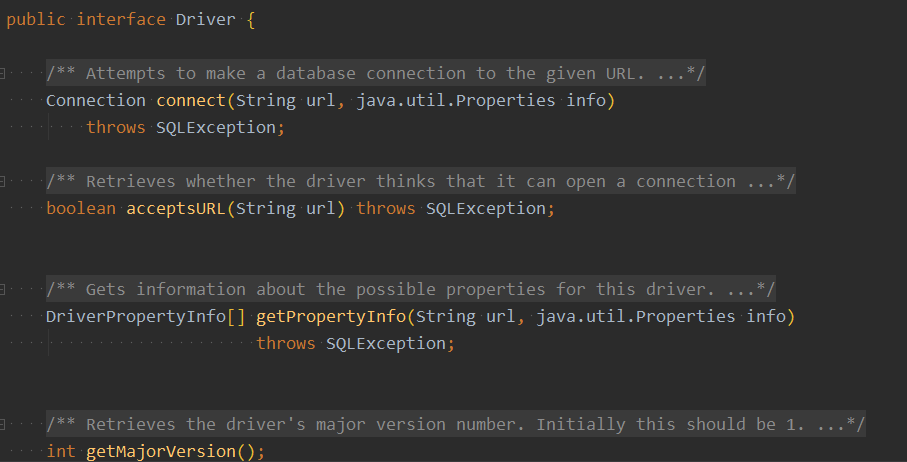 public interface Driver {
/** Attempts to make a database connection to the given URL. ...*/
Connection connect(String url, java.util.Properties info)
throws SQLException;
/** Retrieves whether the driver thinks that it can open a connection ...*/
boolean acceptsURL(String url) throws SQLException;
/** Gets information about the possible properties for this driver. ...*/
DriverPropertyInfo[] getPropertyInfo(String url, java.util.Properties info)
throws SQLException;
/** Retrieves the driver's major version number. Initially this should be 1. ...*/
int getMajorVersion();